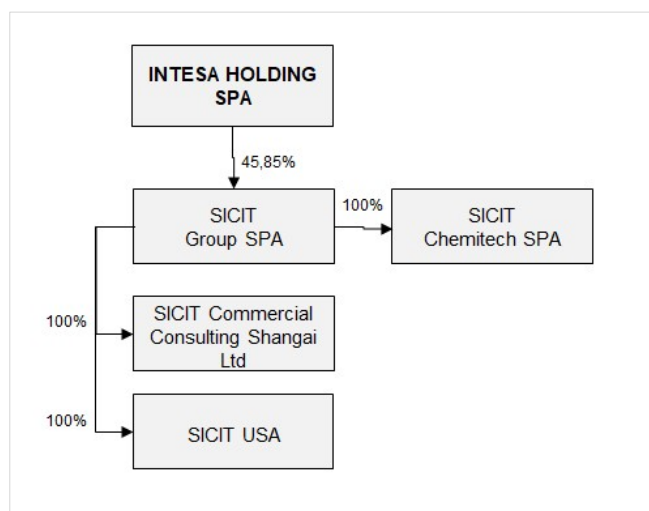 INTESA HOLDING
SPA
45,85%
SICIT
Group SPA
100%
SICIT
Chemitech SPA
100%
SICIT Commercial
Consulting Shangai
Ltd
100%
SICIT USA